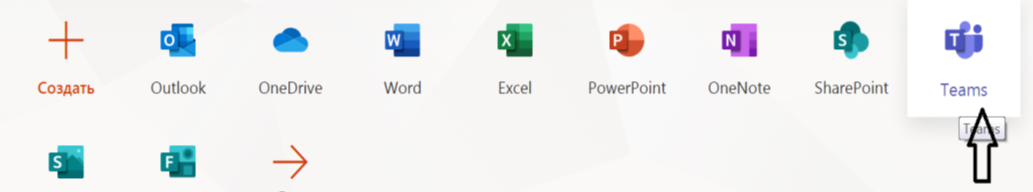 Создать Outlook OneDrive Word Excel PowerPoint OneNote SharePoint Teams
Teams